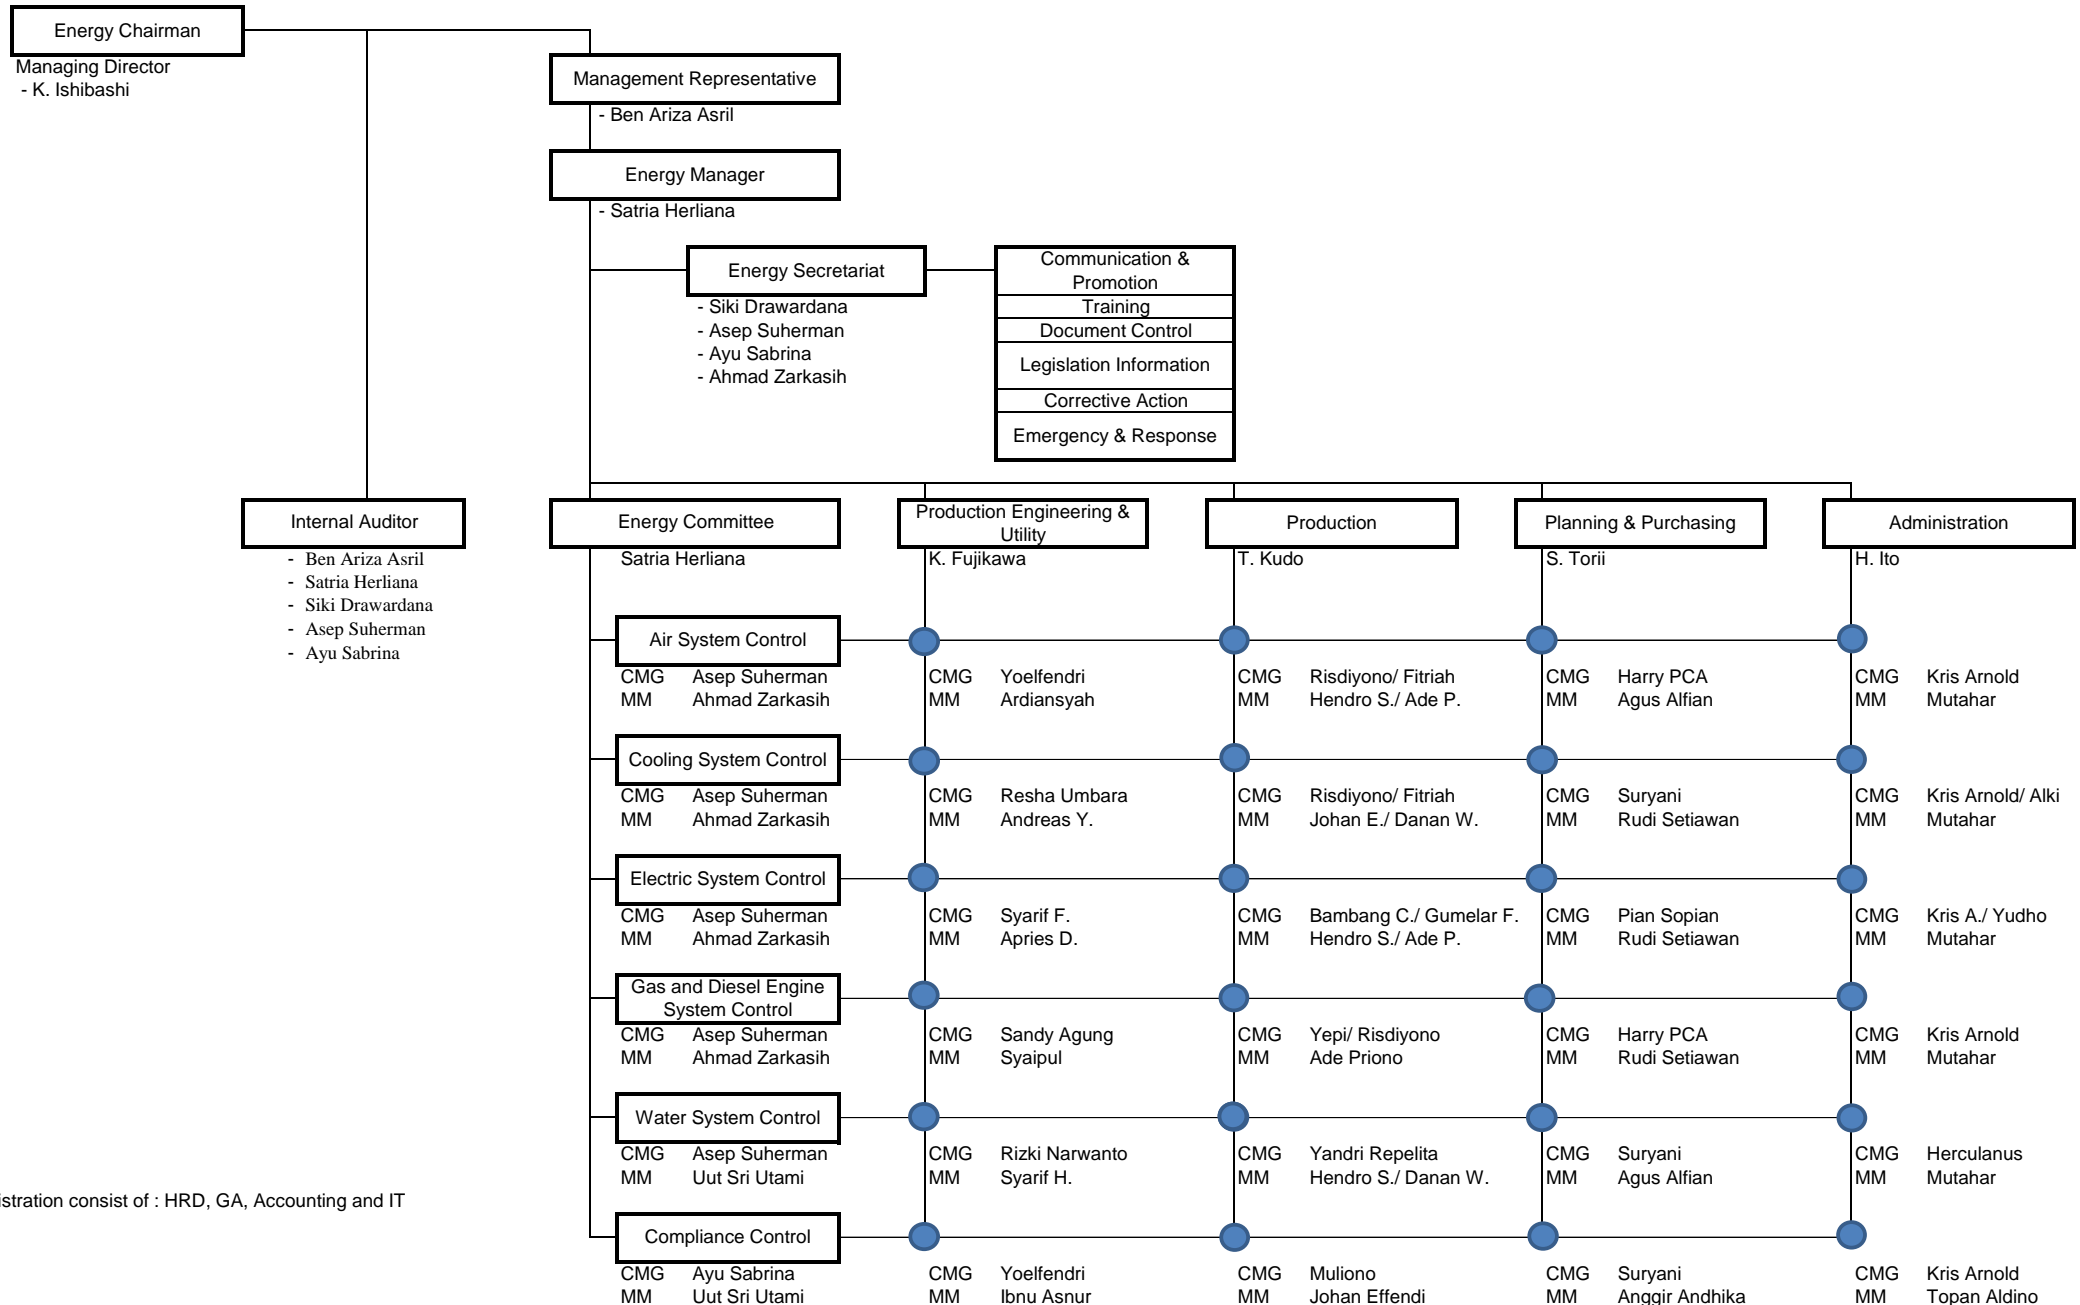 Energy Chairman
Managing Director
- K. Ishibashi
Management Representative
- Ben Ariza Asril
Energy Manager
- Satria Herliana
Energy Secretariat
- Siki Drawardana
- Asep Suherman
- Ayu Sabrina
- Ahmad Zarkasih
Communication &
Promotion
Training
Document Control
Legislation Information
Corrective Action
Emergency & Response
Internal Auditor
- Ben Ariza Asril
- Satria Herliana
- Siki Drawardana
- Asep Suherman
- Ayu Sabrina
Energy Committee
Satria Herliana
Production Engineering &
Utility
K. Fujikawa
Production
T. Kudo
Planning & Purchasing
S. Torii
Administration
H. Ito
Air System Control
CMG Asep Suherman CMG Yoelfendri CMG Risdiyono/ Fitriah CMG Harry PCA CMG Kris Arnold
MM Ahmad Zarkasih MM Ardiansyah MM Hendro S./ Ade P. MM Agus Alfian MM Mutahar
Cooling System Control
CMG Asep Suherman CMG Resha Umbara CMG Risdiyono/ Fitriah CMG Suryani CMG Kris Arnold/ Alki
MM Ahmad Zarkasih MM Andreas Y. MM Johan E./ Danan W. MM Rudi Setiawan MM Mutahar
Electric System Control
CMG Asep Suherman CMG Syarif F. CMG Bambang C./ Gumelar F. CMG Pian Sopian CMG Kris A./ Yudho
MM Ahmad Zarkasih MM Apries D. MM Hendro S./ Ade P. MM Rudi Setiawan MM Mutahar
Gas and Diesel Engine
System Control
CMG Asep Suherman CMG Sandy Agung CMG Yepi/ Risdiyono CMG Harry PCA CMG Kris Arnold
MM Ahmad Zarkasih MM Syaipul MM Ade Priono MM Rudi Setiawan MM Mutahar
Water System Control
CMG Asep Suherman CMG Rizki Narwanto CMG Yandri Repelita CMG Suryani CMG Herculanus
MM Uut Sri Utami MM Syarif H. MM Hendro S./ Danan W. MM Agus Alfian MM Mutahar
istration consist of : HRD, GA, Accounting and IT
Compliance Control
CMG Ayu Sabrina CMG Yoelfendri CMG Muliono CMG Suryani CMG Kris Arnold
MM Uut Sri Utami MM Ibnu Asnur MM Johan Effendi MM Anggir Andhika MM Topan Aldino